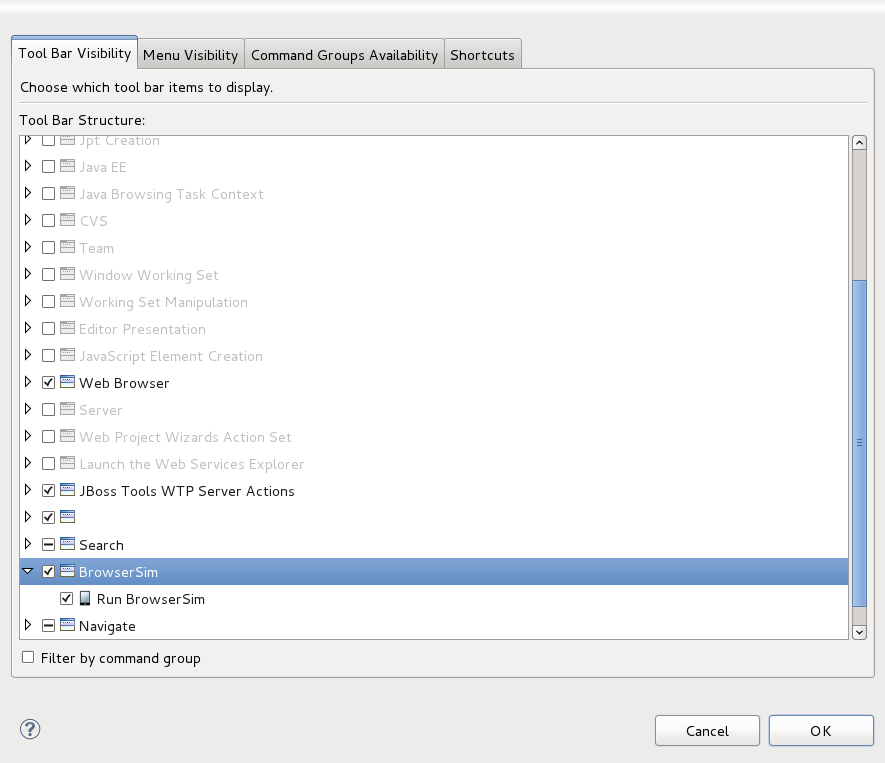 Tool Bar Visibility Menu Visibility Command Groups Availability Shortcuts
Choose which tool bar items to display.
Tool Bar Structure:
Jpt Creation
Java EE
Java Browsing Task Context
CVS
Team
Window Working Set
Working Set Manipulation
Editor Presentation
JavaScript Element Creation
Web Browser
Server
Web Project Wizards Action Set
Launch the Web Services Explorer
JBoss Tools WTP Server Actions
Search
BrowserSim
Run BrowserSim
Navigate
Filter by command group
?
Cancel OK